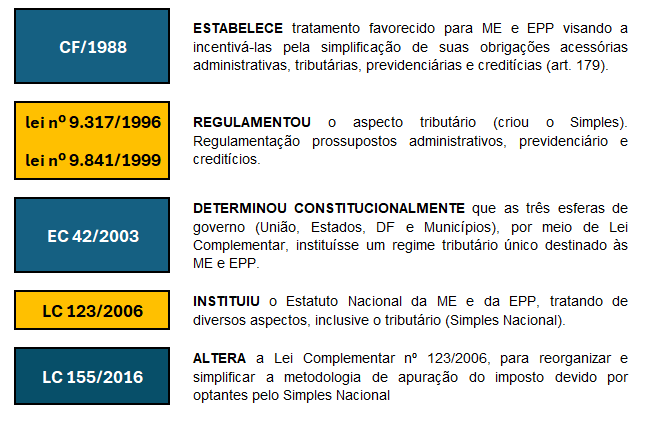 CF/1988
ESTABELECE tratamento favorecido para ME e EPP visando a
incentivá-las pela simplificação de suas obrigações acessórias
administrativas, tributárias, previdenciárias e creditícias (art. 179).
lei nº 9.317/1996
lei nº 9.841/1999
REGULAMENTOU o aspecto tributário (criou o Simples).
Regulamentação prossupostos administrativos, previdenciário e
creditícios.
EC 42/2003
DETERMINOU CONSTITUCIONALMENTE que as três esferas de
governo (União, Estados, DF e Municípios), por meio de Lei
Complementar, instituísse um regime tributário único destinado às
ME e EPP.
LC 123/2006
INSTITUIU o Estatuto Nacional da ME e da EPP, tratando de
diversos aspectos, inclusive o tributário (Simples Nacional).
LC 155/2016
ALTERA a Lei Complementar nº 123/2006, para reorganizar e
simplificar a metodologia de apuração do imposto devido por
optantes pelo Simples Nacional